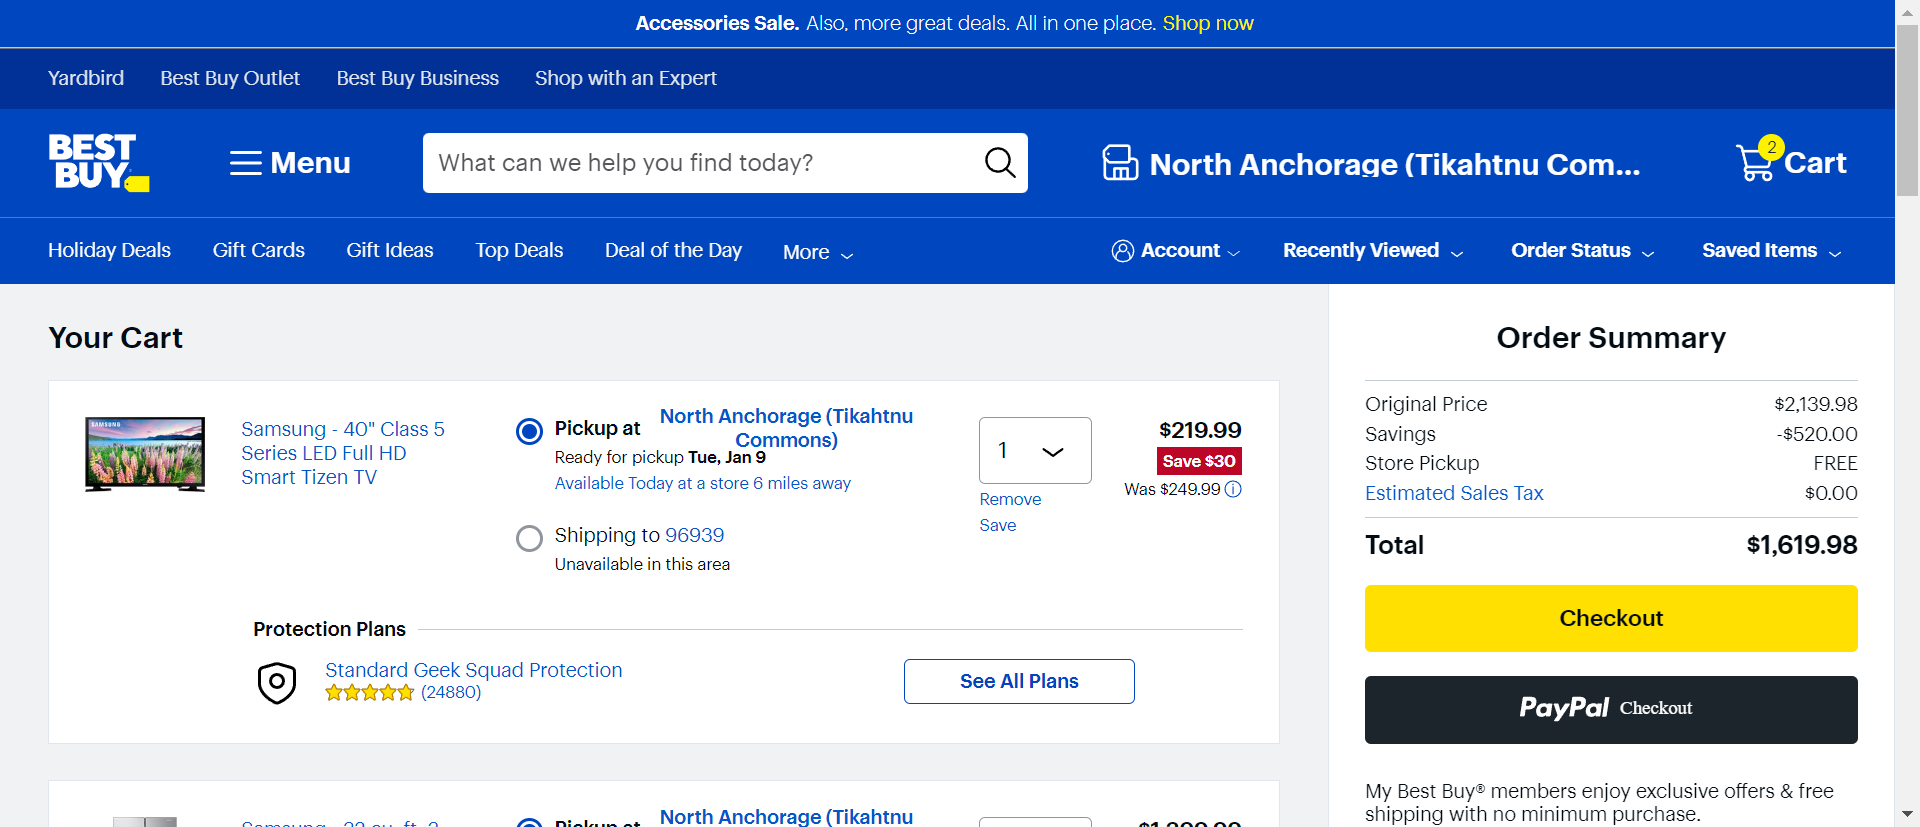 Accessories Sale. Also, more great deals. All in one place. Shop now
Yardbird Best Buy Outlet Best Buy Business Shop with an Expert
BEST BUY
Menu
What can we help you find today?
North Anchorage (Tikahtnu Com...
2
Cart
Holiday Deals Gift Cards Gift Ideas Top Deals Deal of the Day More
Account Recently Viewed Order Status Saved Items
Your Cart
SAMSUNG
Samsung - 40" Class 5
Series LED Full HD
Smart Tizen TV
Pickup at North Anchorage (Tikahtnu
Commons)
Ready for pickup Tue, Jan 9
Available Today at a store 6 miles away
Shipping to 96939
Unavailable in this area
1
Remove
Save
$219.99
Save $30
Was $249.99
Protection Plans
Standard Geek Squad Protection
(24880)
See All Plans
Pickup at North Anchorage (Tikahtnu
Order Summary
Original Price $2,139.98
Savings -$520.00
Store Pickup FREE
Estimated Sales Tax $0.00
Total $1,619.98
Checkout
PayPal Checkout
My Best Buy® members enjoy exclusive offers & free
shipping with no minimum purchase.